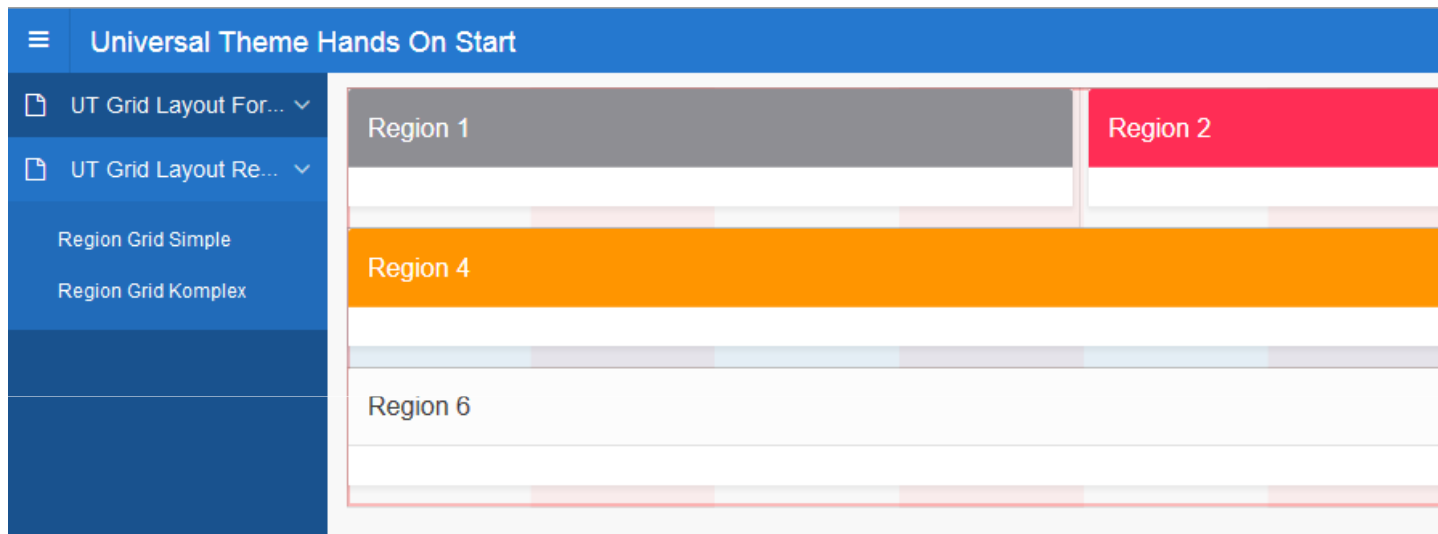 Universal Theme Hands On Start
UT Grid Layout For...
UT Grid Layout Re...
Region Grid Simple
Region Grid Komplex
Region 1
Region 2
Region 4
Region 6